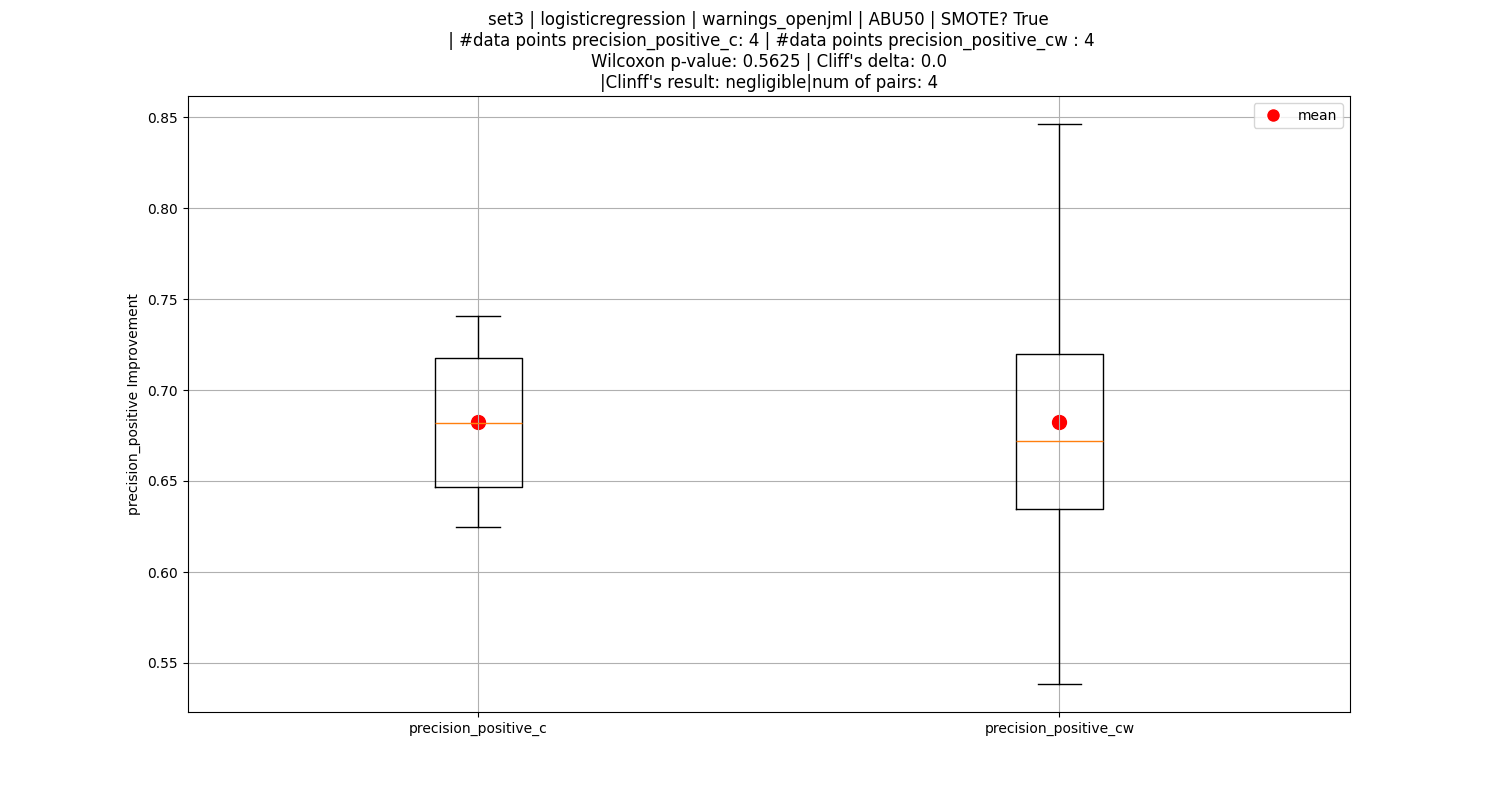 set3 | logisticregression | warnings_openjml | ABU50 | SMOTE? True
| #data points precision_positive_c: 4 | #data points precision_positive_cw : 4
Wilcoxon p-value: 0.5625 | Cliff's delta: 0.0
|Clinff's result: negligible|num of pairs: 4
mean
0.85
0.80
0.75
0.70
0.65
0.60
0.55
precision_positive Improvement
precision_positive_c
precision_positive_cw